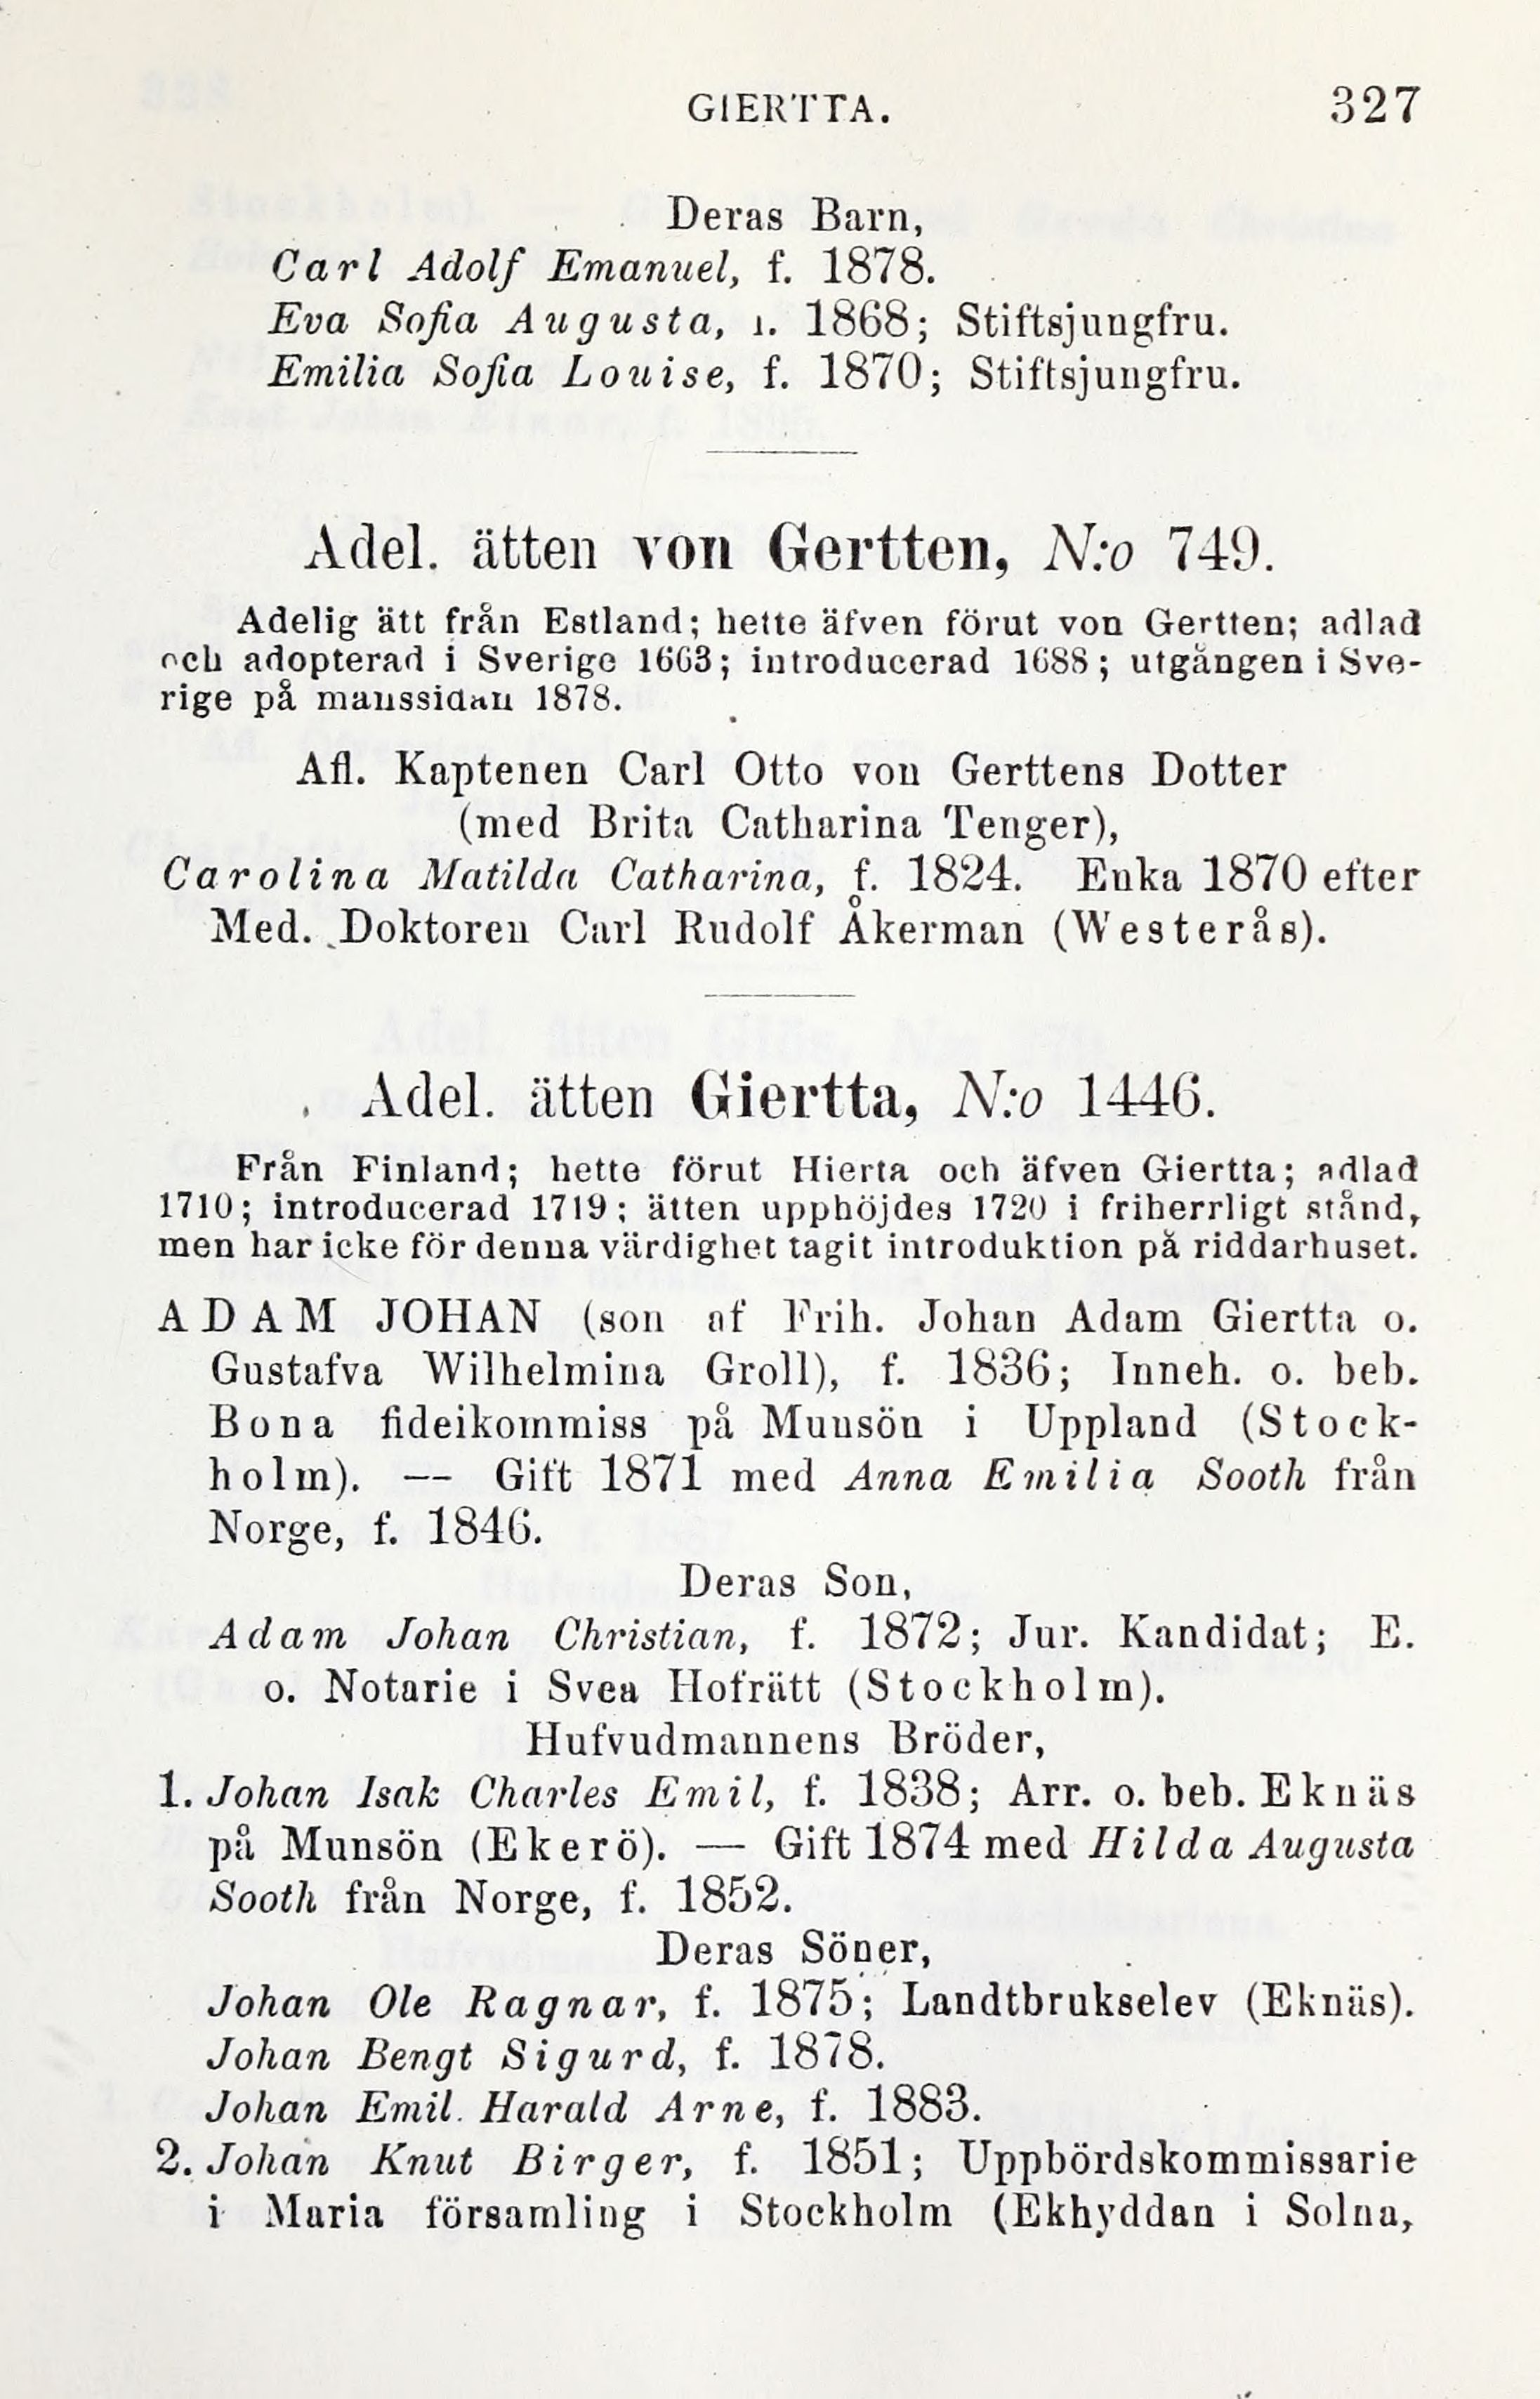 GIERTTA. 327
Deras Barn,
Carl Adolf Emanuel, f. 1878.
Eva Sofia Augusta, f. 1868; Stiftsjungfru.
Emilia Sofia Louise, f. 1870; Stiftsjungfru.
Adel. ätten von Gertten, N:o 749.
Adelig ätt från Estland; hette äfven förut von Gertten; adlad
och adopterad i Sverige 1663; introducerad 1688; utgången i Sve-
rige på manssidan 1878.
Afl. Kaptenen Carl Otto von Gerttens Dotter
(med Brita Catharina Tenger),
Carolina Matilda Catharina, f. 1824. Enka 1870 efter
Med. Doktoren Carl Rudolf Åkerman (Westerås).
Adel. ätten Giertta, N:o 1446.
Från Finland; hette förut Hierta och äfven Giertta; adlad
1710; introducerad 1719; ätten upphöjdes 1720 i friherrligt stånd,
men har icke för denna värdighet tagit introduktion på riddarhuset.
ADAM JOHAN (son af Frih. Johan Adam Giertta o.
Gustafva Wilhelmina Groll), f. 1836; Inneh. o. beb.
Bona fideikommiss på Munsön i Uppland (Stock-
holm). — Gift 1871 med Anna Emilia Sooth från
Norge, f. 1846.
Deras Son,
Adam Johan Christian, f. 1872; Jur. Kandidat; E.
o. Notarie i Svea Hofrätt (Stockholm).
Hufvudmannens Bröder,
1. Johan Isak Charles Emil, f. 1838; Arr. o. beb. Eknäs
på Munsön (Ekerö). — Gift 1874 med Hilda Augusta
Sooth från Norge, f. 1852.
Deras Söner,
Johan Ole Ragnar, f. 1875; Landtbrukselev (Eknäs).
Johan Bengt Sigurd, f. 1878.
Johan Emil Harald Arne, f. 1883.
2. Johan Knut Birger, f. 1851; Uppbördskommissarie
i Maria församling i Stockholm (Ekhyddan i Solna,